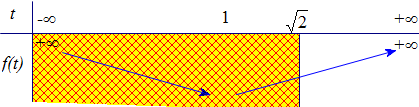 t -∞ 1 √2 +∞
+∞ +∞
f(t)